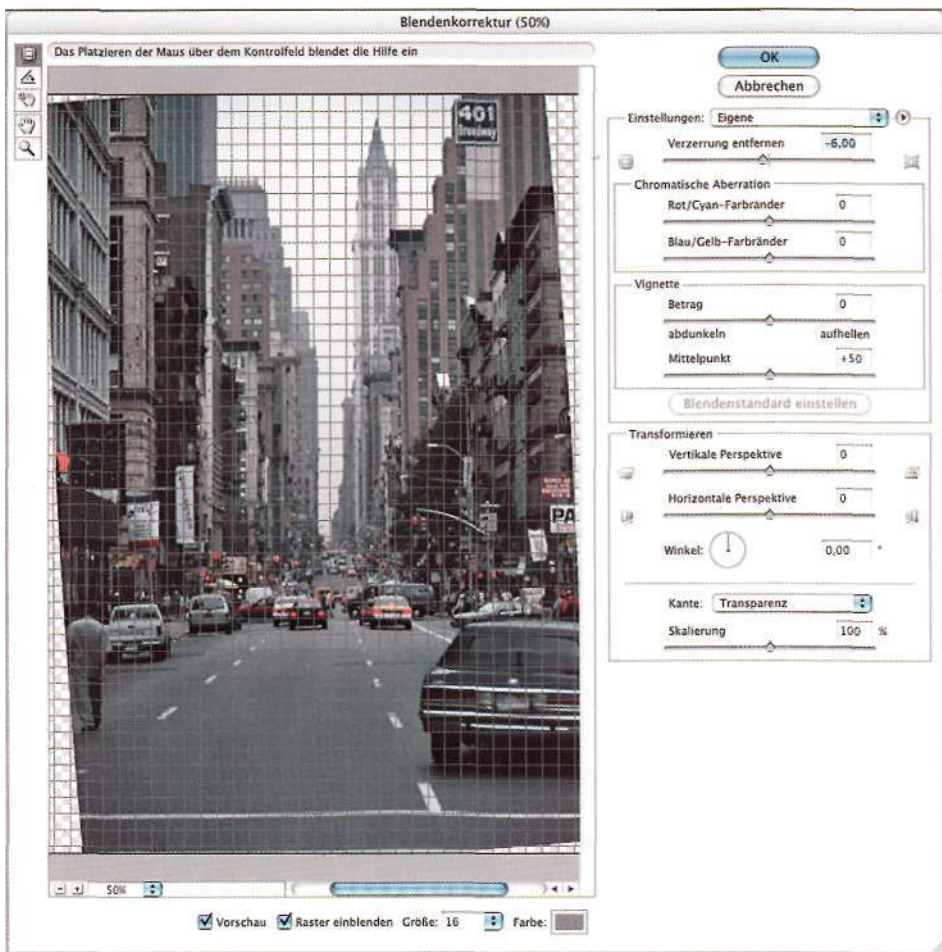 Blendenkorrektur (50%)
Das Platzieren der Maus über dem Kontrollfeld blendet die Hilfe ein
401
Broadway
PA
50%
Vorschau Raster einblenden Größe: 16 Farbe:
OK
Abbrechen
Einstellungen: Eigene
Verzerrung entfernen -6,00
Chromatische Aberration
Rot/Cyan-Farbränder 0
Blau/Gelb-Farbränder 0
Vignette
Betrag 0
abdunkeln aufhellen
Mittelpunkt +50
Blendenstandard einstellen
Transformieren
Vertikale Perspektive 0
Horizontale Perspektive 0
Winkel: 0,00 °
Kante: Transparenz
Skalierung 100 %